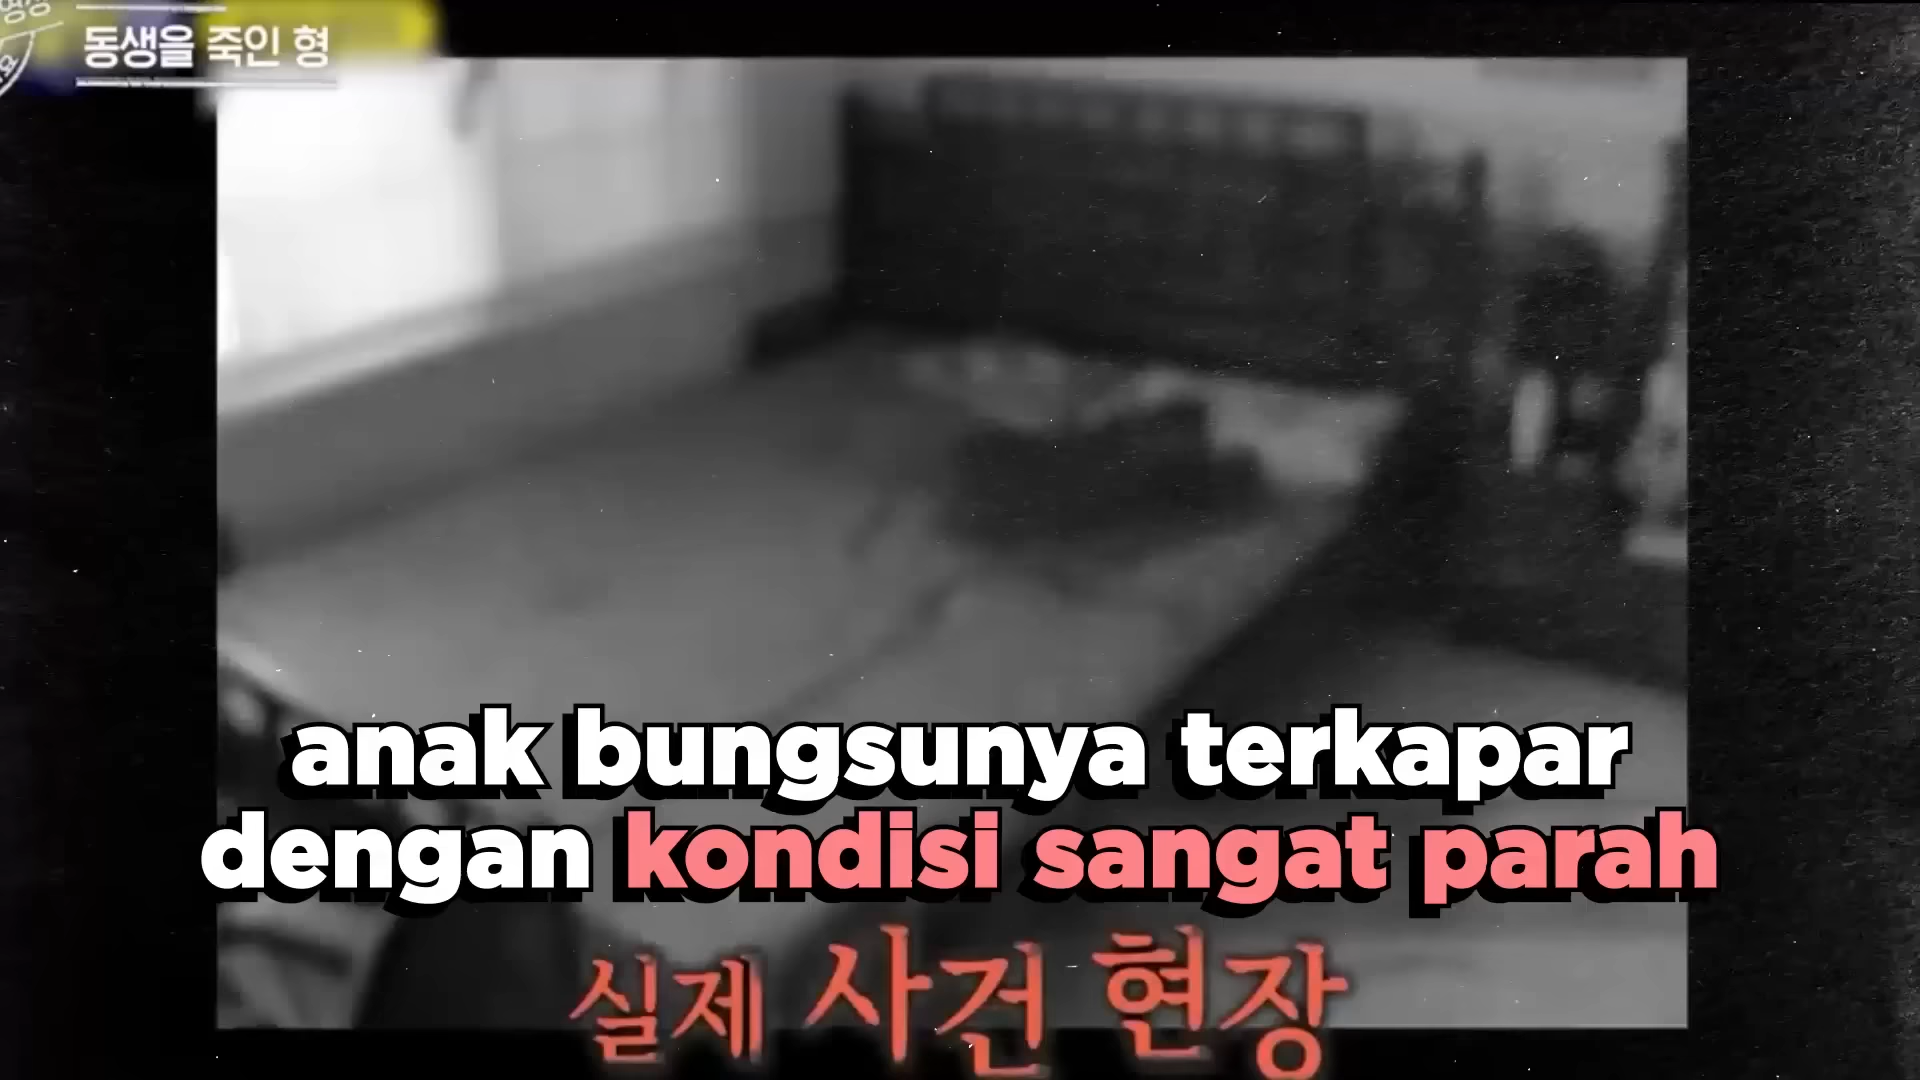 동생을 죽인 형
anak bungsunya terkapar
dengan kondisi sangat parah
실제 사건 현장